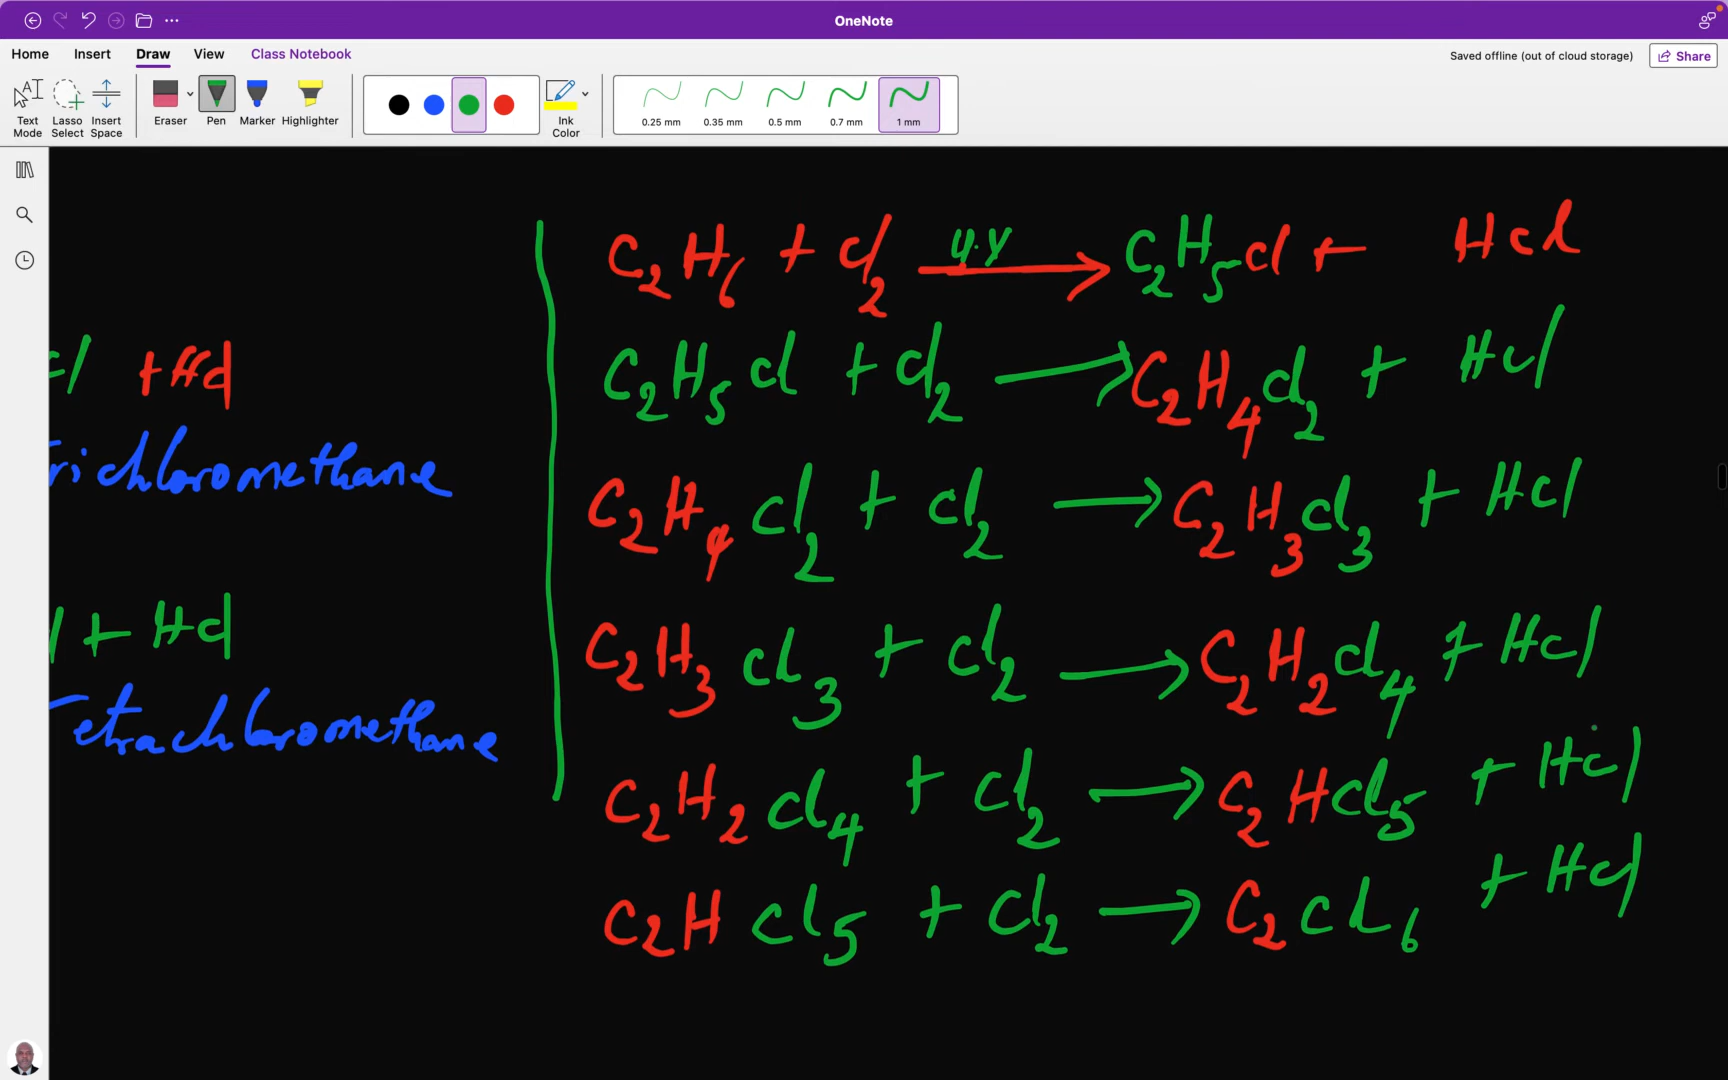 OneNote
Home Insert Draw View Class Notebook
Saved offline (out of cloud storage) Share
Text Mode
Lasso Select
Insert Space
Eraser
Pen
Marker
Highlighter
Ink Color
0.25 mm 0.35 mm 0.5 mm 0.7 mm 1 mm
+ HCl
richloromethane
+ HCl
Tetrachloromethane
C₂H₆ + Cl₂ U.V → C₂H₅Cl + HCl
C₂H₅Cl + Cl₂ → C₂H₄Cl₂ + HCl
C₂H₄Cl₂ + Cl₂ → C₂H₃Cl₃ + HCl
C₂H₃Cl₃ + Cl₂ → C₂H₂Cl₄ + HCl
C₂H₂Cl₄ + Cl₂ → C₂HCl₅ + HCl
C₂HCl₅ + Cl₂ → C₂Cl₆ + HCl